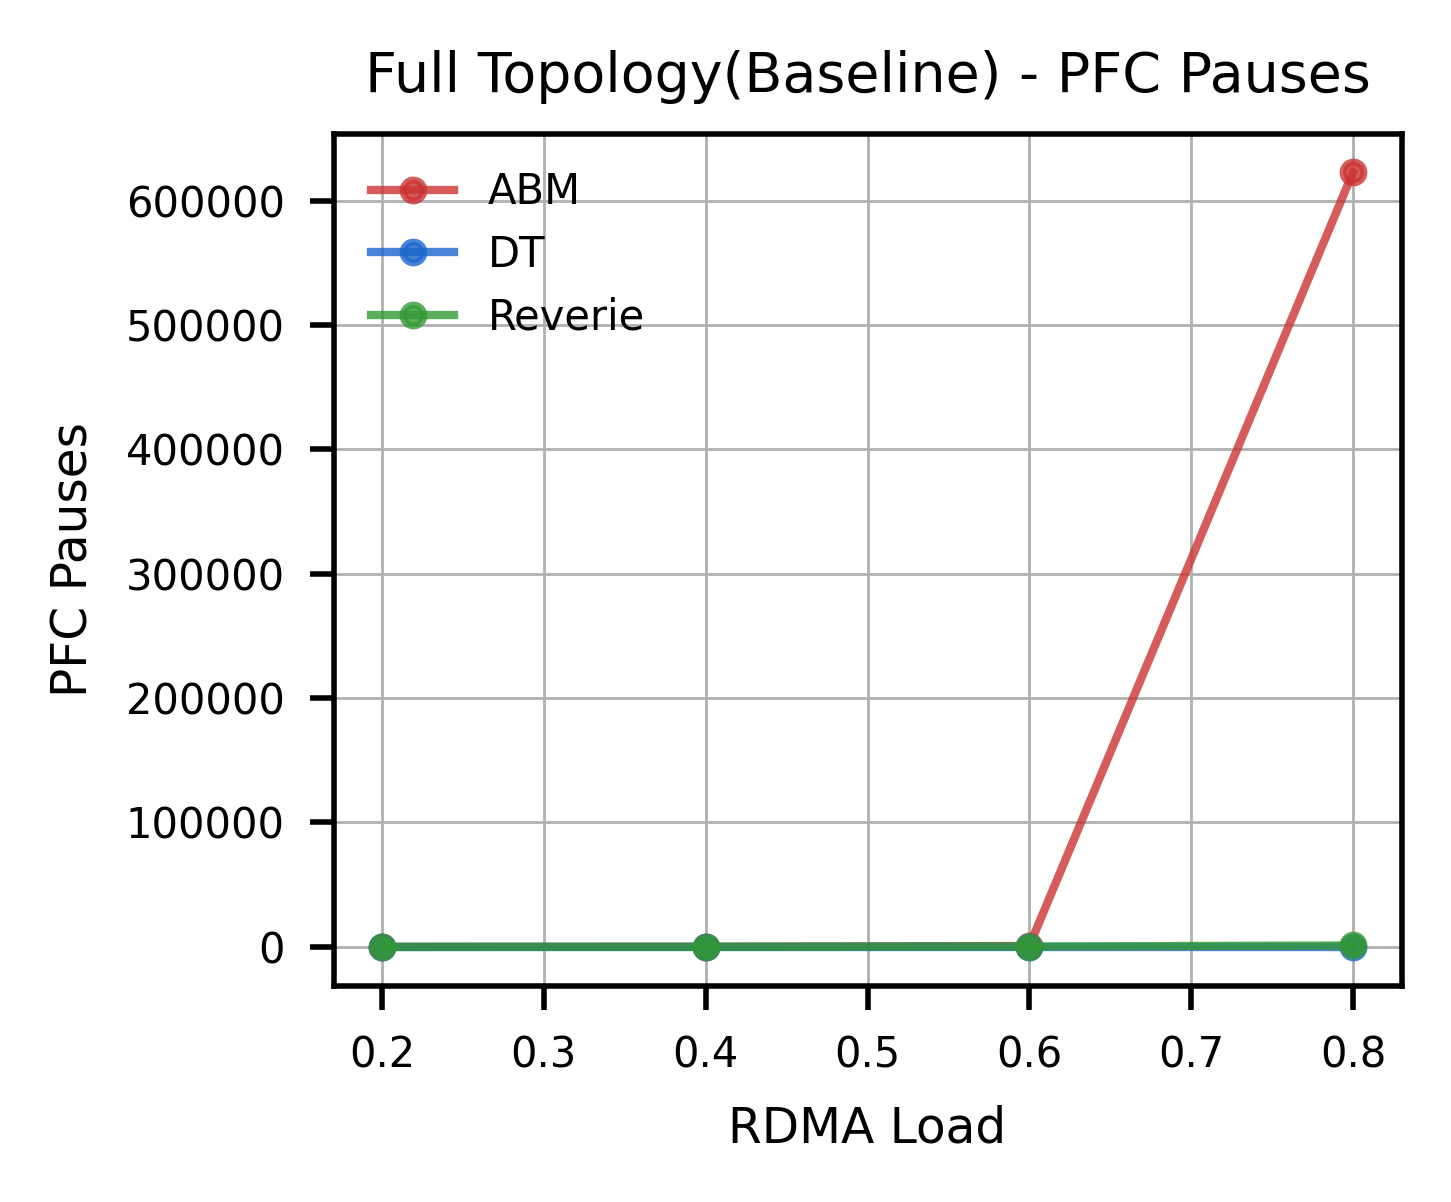 Full Topology(Baseline) - PFC Pauses
ABM
DT
Reverie
PFC Pauses
600000
500000
400000
300000
200000
100000
0
0.2 0.3 0.4 0.5 0.6 0.7 0.8
RDMA Load